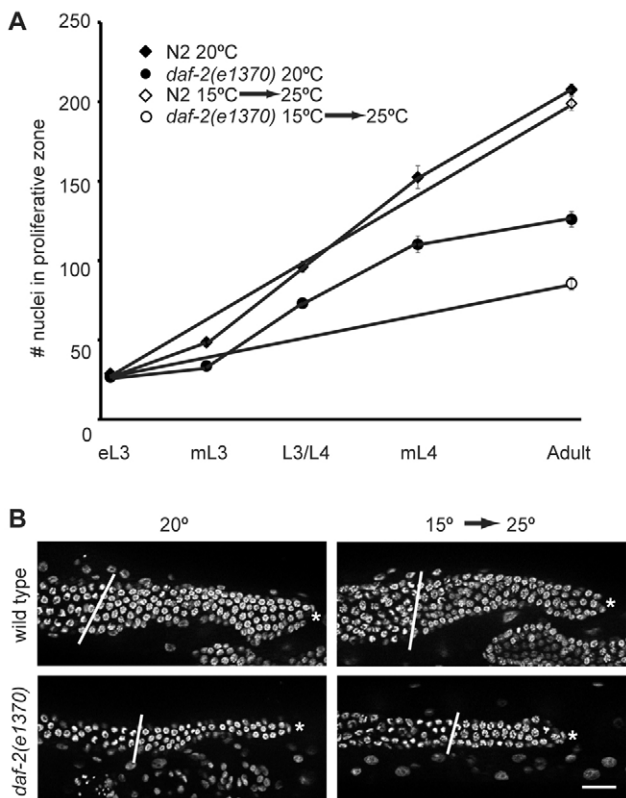 A
250
200
150
100
50
0
# nuclei in proliferative zone
◆ N2 20ºC
● daf-2(e1370) 20ºC
◇ N2 15ºC → 25ºC
○ daf-2(e1370) 15ºC → 25ºC
eL3 mL3 L3/L4 mL4 Adult
B
20º 15º → 25º
wild type
* *
daf-2(e1370)
* *